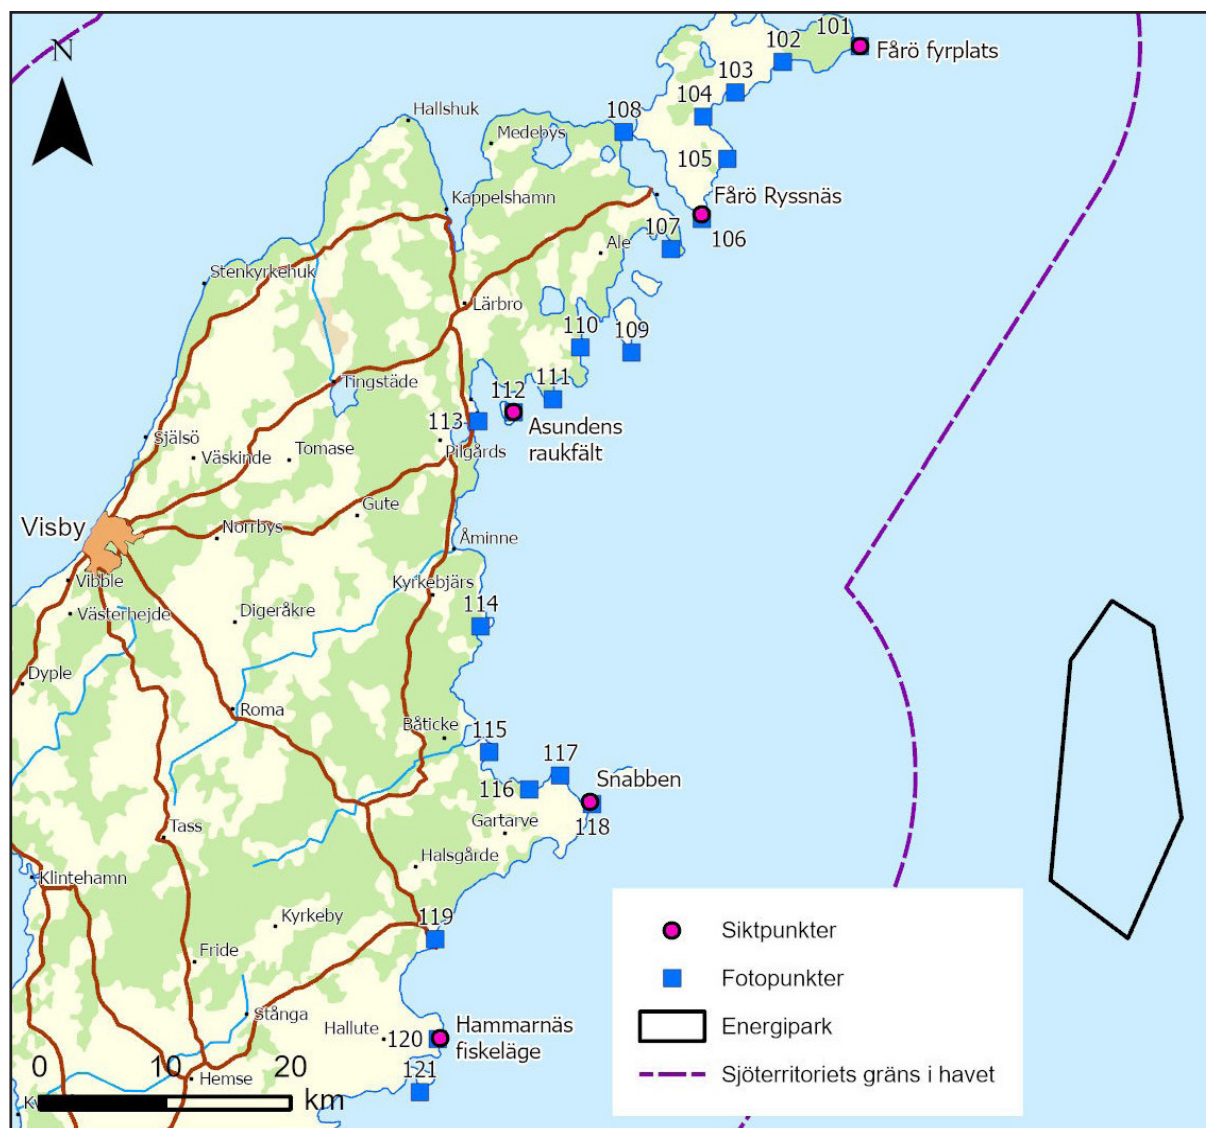 N
101
Fårö fyrplats
102
103
104
Hallshuk
108
Medebys
105
Kappelshamn
Fårö Ryssnäs
106
107
Ale
Stenkyrkehuk
Lärbro
110
109
Tingstäde
112
111
113
Asundens
raukfält
Själsö
Väskinde
Tomase
Pilgårds
Visby
Gute
Norrbys
Åminne
Vibble
Kyrkebjärs
Västerhejde
Digeråkre
114
Dyple
Roma
Båticke
115
117
Snabben
116
118
Tass
Gartarve
Halsgårde
Klintehamn
Kyrkeby
119
Fride
Stånga
Hallute
120
Hammarnäs
fiskeläge
Hemse
121
0 10 20
km
Siktpunkter
Fotopunkter
Energipark
Sjöterritoriets gräns i havet